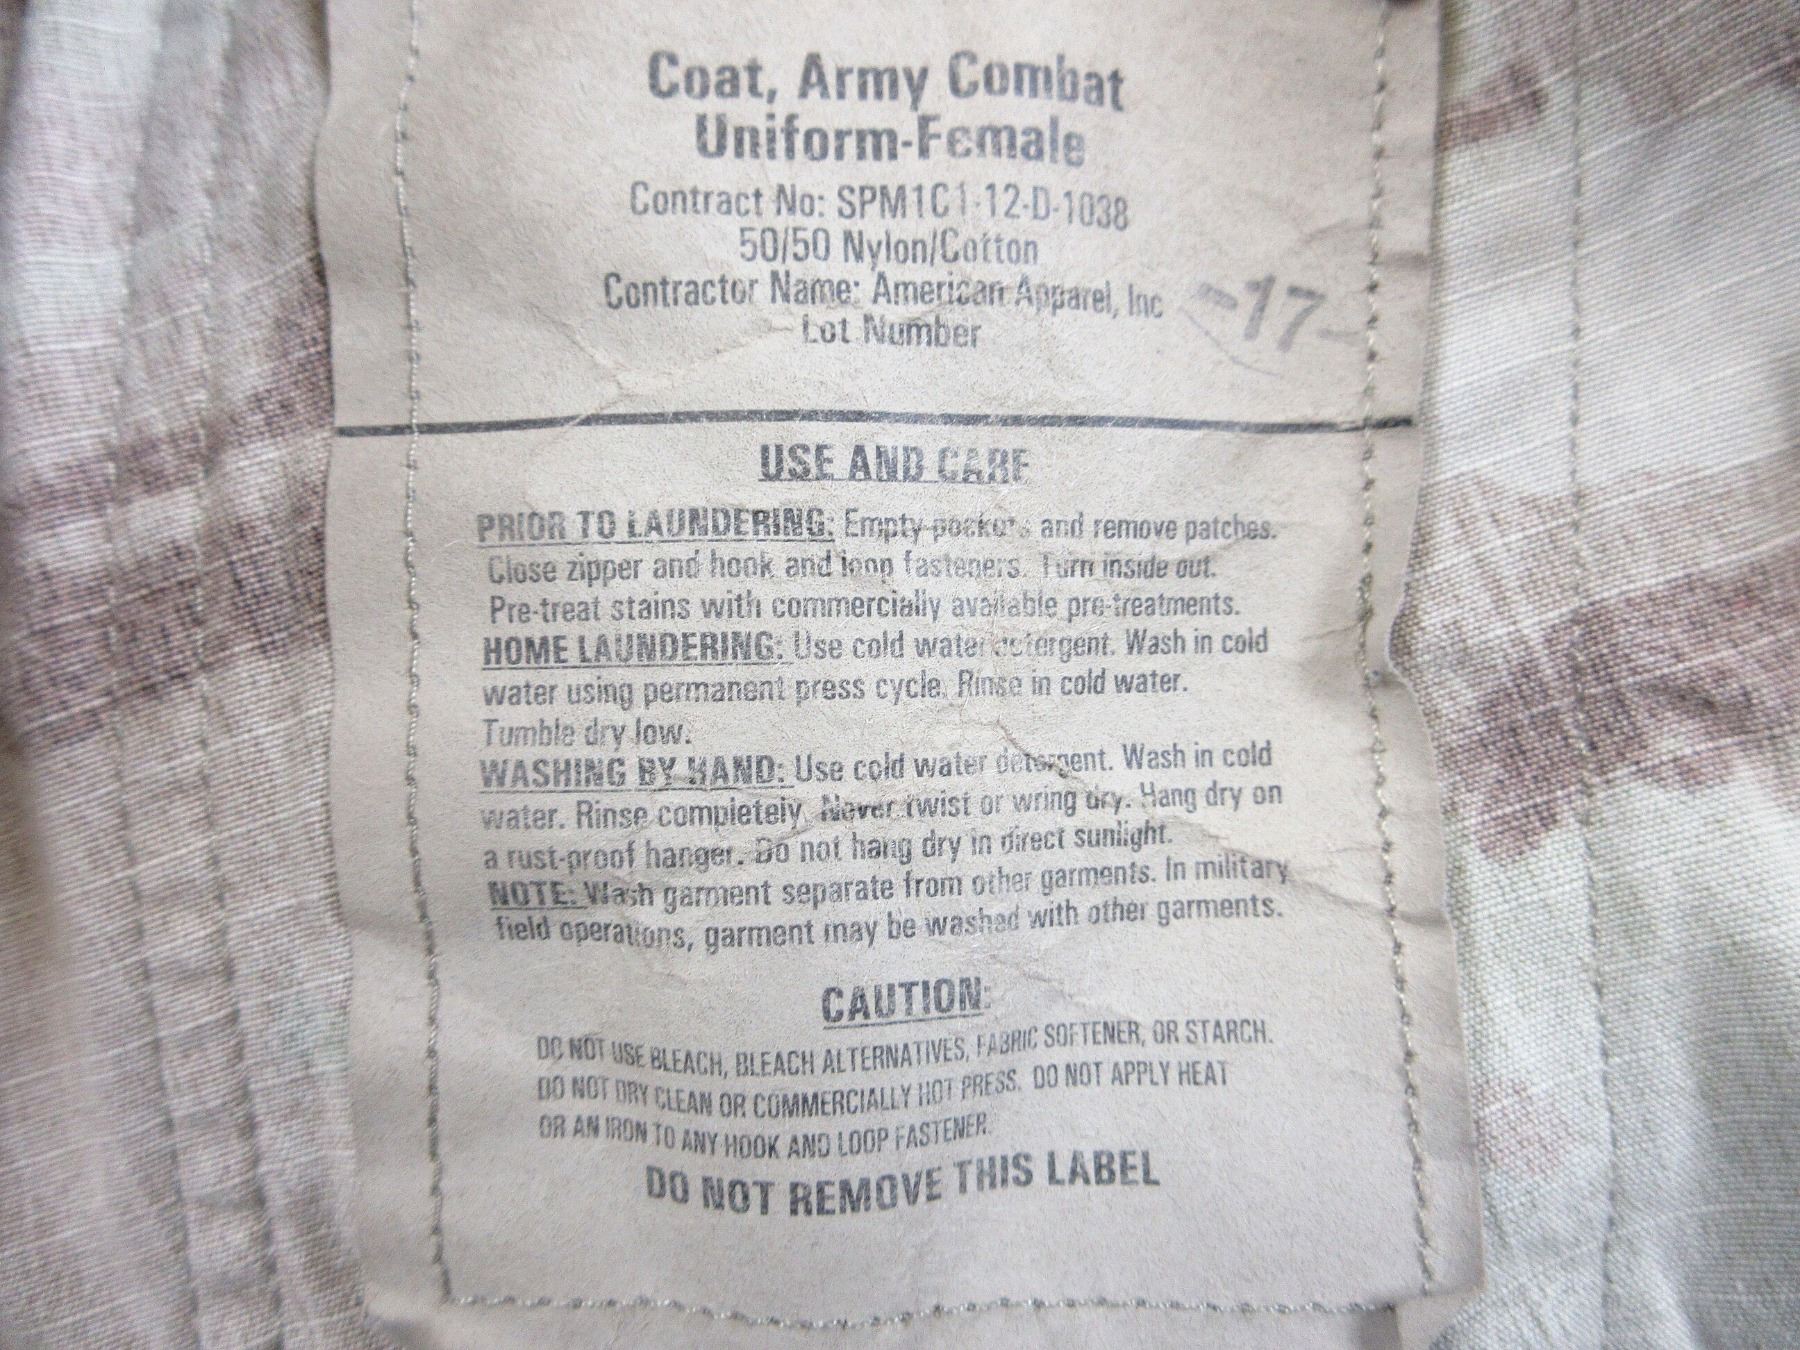 Coat, Army Combat
Uniform-Female
Contract No: SPM1C1-12-D-1038
50/50 Nylon/Cotton
Contractor Name: American Apparel, Inc
-17-
Lot Number
USE AND CARE
PRIOR TO LAUNDERING: Empty pockets and remove patches.
Close zipper and hook and loop fasteners. Turn inside out.
Pre-treat stains with commercially available pre-treatments.
HOME LAUNDERING: Use cold water detergent. Wash in cold
water using permanent press cycle. Rinse in cold water.
Tumble dry low.
WASHING BY HAND: Use cold water detergent. Wash in cold
water. Rinse completely. Never twist or wring dry. Hang dry on
a rust-proof hanger. Do not hang dry in direct sunlight.
NOTE: Wash garment separate from other garments. In military
field operations, garment may be washed with other garments.
CAUTION:
DO NOT USE BLEACH, BLEACH ALTERNATIVES, FABRIC SOFTENER, OR STARCH.
DO NOT DRY CLEAN OR COMMERCIALLY HOT PRESS. DO NOT APPLY HEAT
OR AN IRON TO ANY HOOK AND LOOP FASTENER.
DO NOT REMOVE THIS LABEL